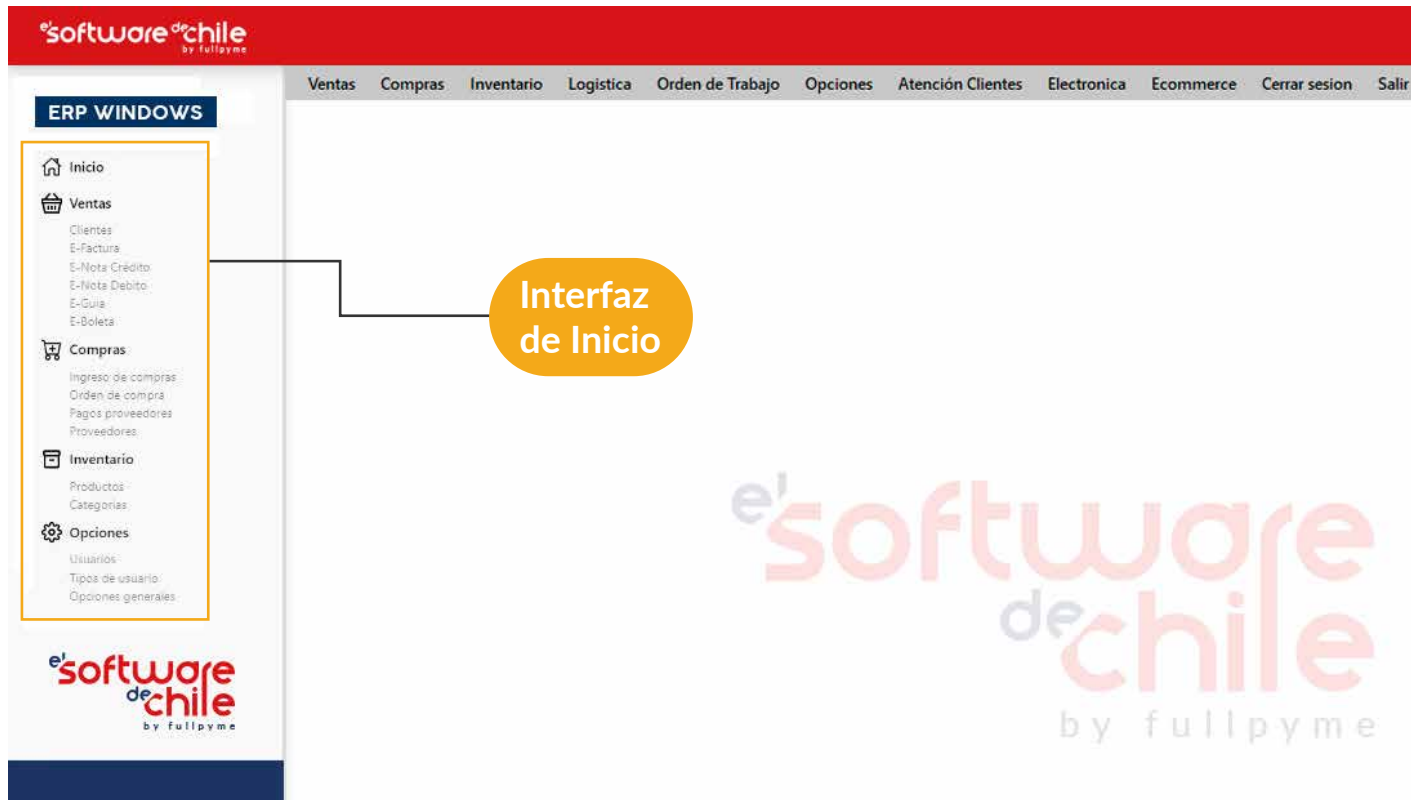 e'software de chile
by fullpyme
Ventas Compras Inventario Logistica Orden de Trabajo Opciones Atención Clientes Electronica Ecommerce Cerrar sesion Salir
ERP WINDOWS
Inicio
Ventas
Clientes
E-Factura
E-Nota Crédito
E-Nota Debito
E-Guia
E-Boleta
Compras
Ingreso de compras
Orden de compra
Pagos proveedores
Proveedores
Inventario
Productos
Categorias
Opciones
Usuarios
Tipos de usuario
Opciones generales
Interfaz
de Inicio
e'software
de chile
by fullpyme
e'software
de chile
by fullpyme